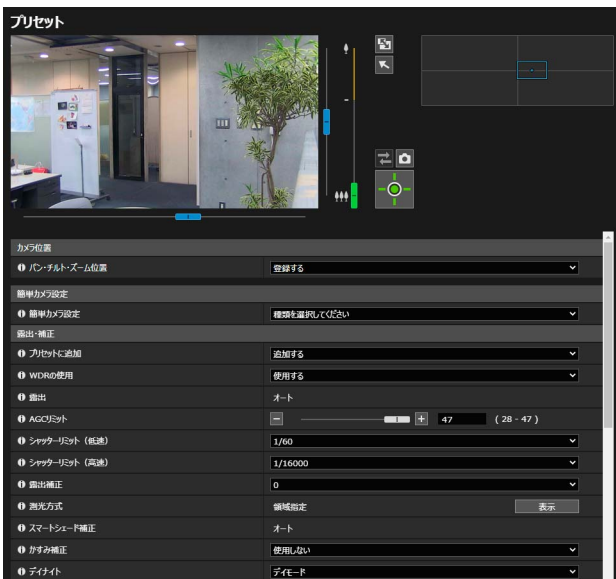 プリセット
カメラ位置
パン・チルト・ズーム位置 登録する
簡単カメラ設定
簡単カメラ設定 種類を選択してください
露出・補正
プリセットに追加 追加する
WDRの使用 使用する
露出 オート
AGCリミット 47 ( 28 - 47 )
シャッターリミット（低速） 1/60
シャッターリミット（高速） 1/16000
露出補正 0
測光方式 領域指定 表示
スマートシェード補正 オート
かすみ補正 使用しない
デイナイト デイモード